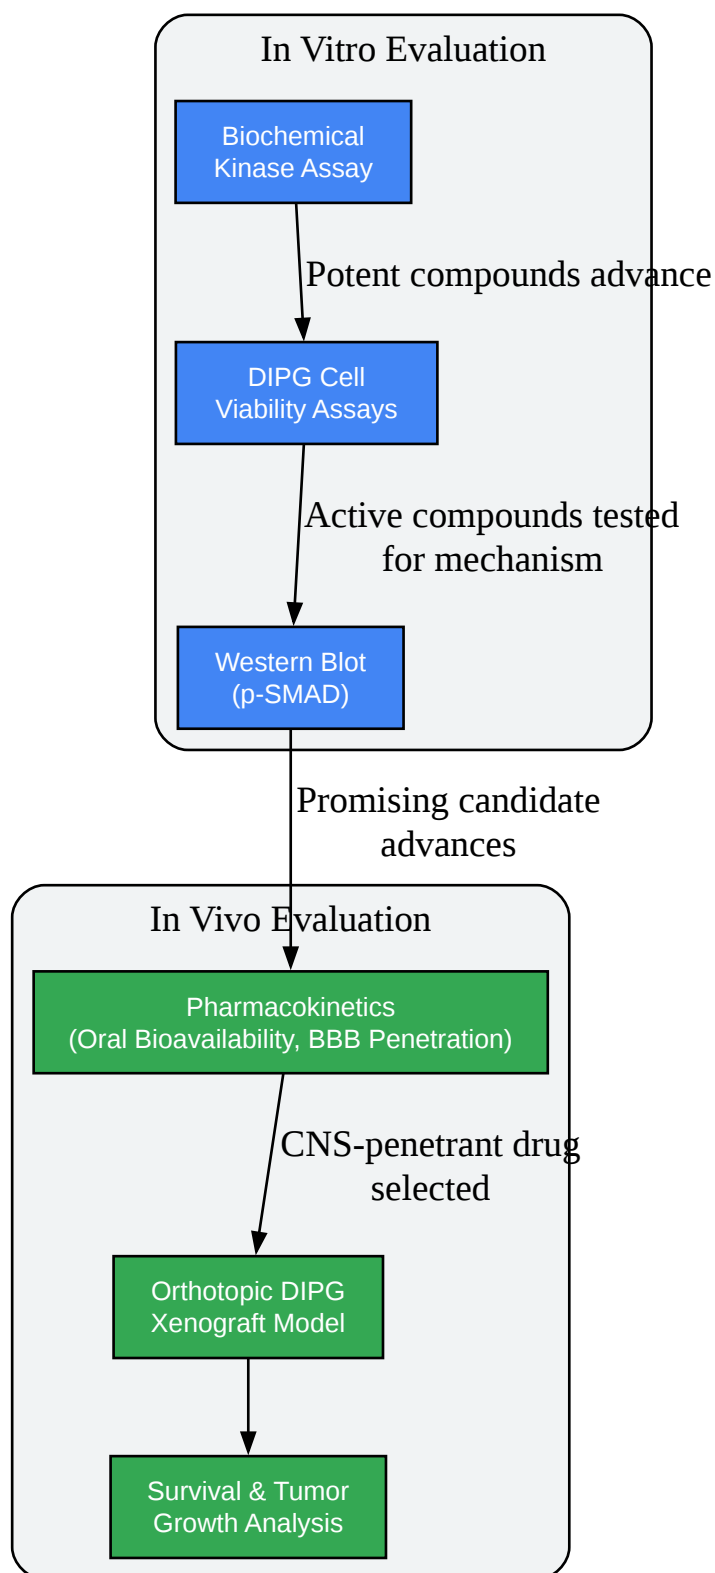 In Vitro Evaluation
Biochemical
Kinase Assay
Potent compounds advance
DIPG Cell
Viability Assays
Active compounds tested
for mechanism
Western Blot
(p-SMAD)
Promising candidate
advances
In Vivo Evaluation
Pharmacokinetics
(Oral Bioavailability, BBB Penetration)
CNS-penetrant drug
selected
Orthotopic DIPG
Xenograft Model
Survival & Tumor
Growth Analysis